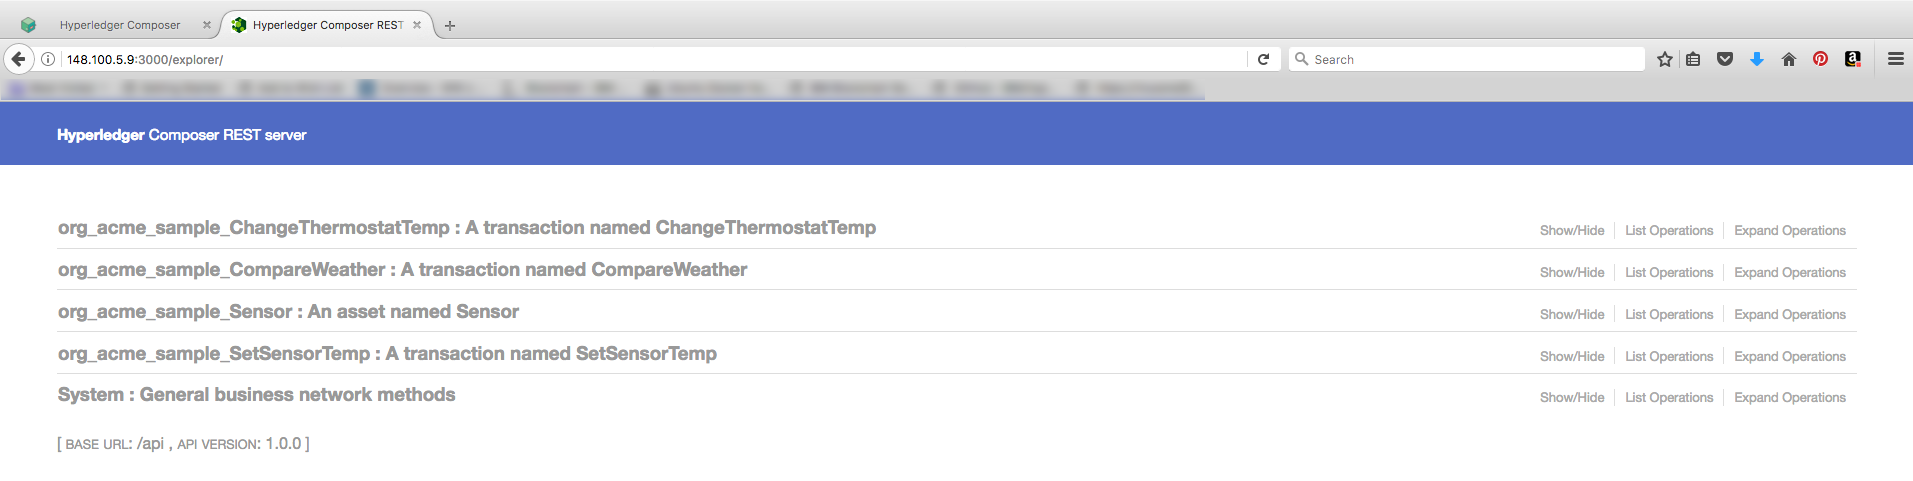 Hyperledger Composer
Hyperledger Composer REST
148.100.5.9:3000/explorer/
Search
Hyperledger Composer REST server
org_acme_sample_ChangeThermostatTemp : A transaction named ChangeThermostatTemp
Show/Hide List Operations Expand Operations
org_acme_sample_CompareWeather : A transaction named CompareWeather
Show/Hide List Operations Expand Operations
org_acme_sample_Sensor : An asset named Sensor
Show/Hide List Operations Expand Operations
org_acme_sample_SetSensorTemp : A transaction named SetSensorTemp
Show/Hide List Operations Expand Operations
System : General business network methods
Show/Hide List Operations Expand Operations
[ BASE URL: /api , API VERSION: 1.0.0 ]